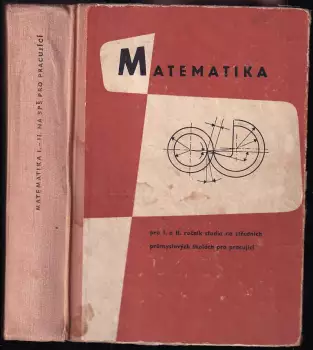 MATEMATIKA I.-II. NA SPŠ PRO PRACUJÍCÍ
MATEMATIKA
pro I. a II. ročník studia na středních
průmyslových školách pro pracující